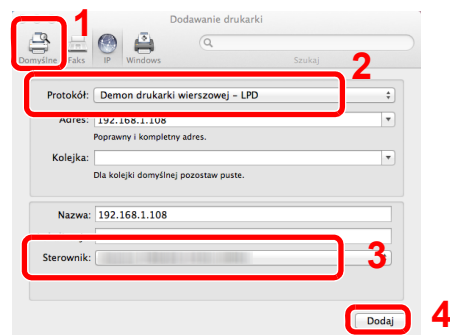 Dodawanie drukarki
1
Domyślne Faks IP Windows Szukaj
2
Protokół: Demon drukarki wierszowej – LPD
Adres: 192.168.1.108
Poprawny i kompletny adres.
Kolejka:
Dla kolejki domyślnej pozostaw puste.
Nazwa: 192.168.1.108
Sterownik:
3
Dodaj
4